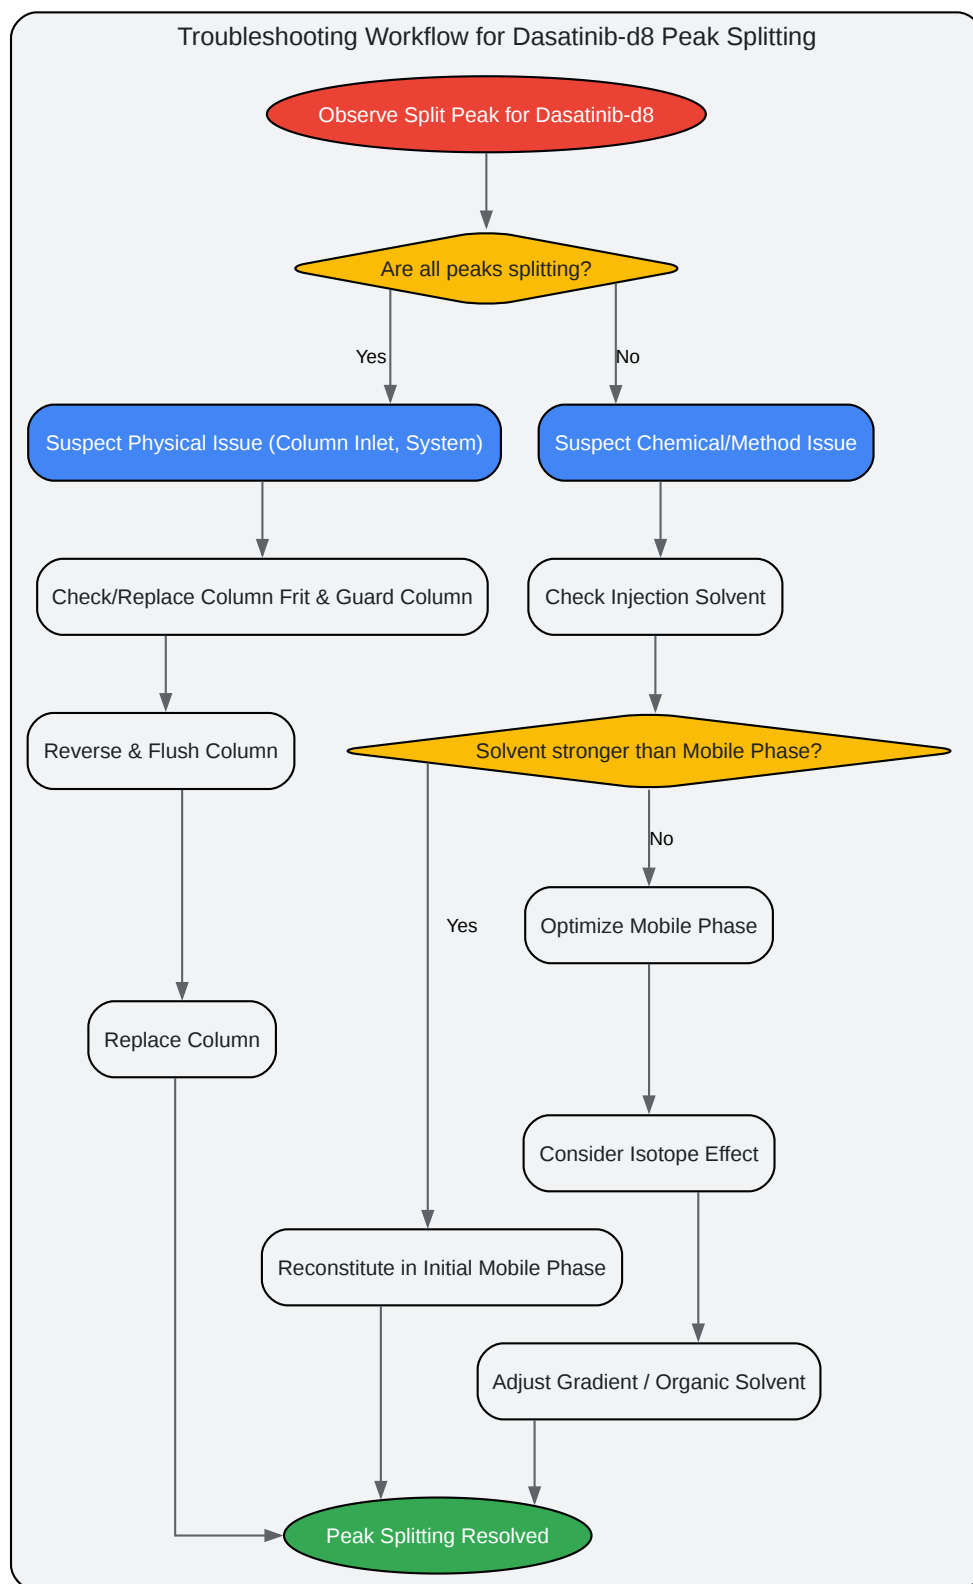 Troubleshooting Workflow for Dasatinib-d8 Peak Splitting
Observe Split Peak for Dasatinib-d8
Are all peaks splitting?
Yes
No
Suspect Physical Issue (Column Inlet, System)
Suspect Chemical/Method Issue
Check/Replace Column Frit & Guard Column
Check Injection Solvent
Reverse & Flush Column
Solvent stronger than Mobile Phase?
No
Optimize Mobile Phase
Yes
Replace Column
Consider Isotope Effect
Reconstitute in Initial Mobile Phase
Adjust Gradient / Organic Solvent
Peak Splitting Resolved